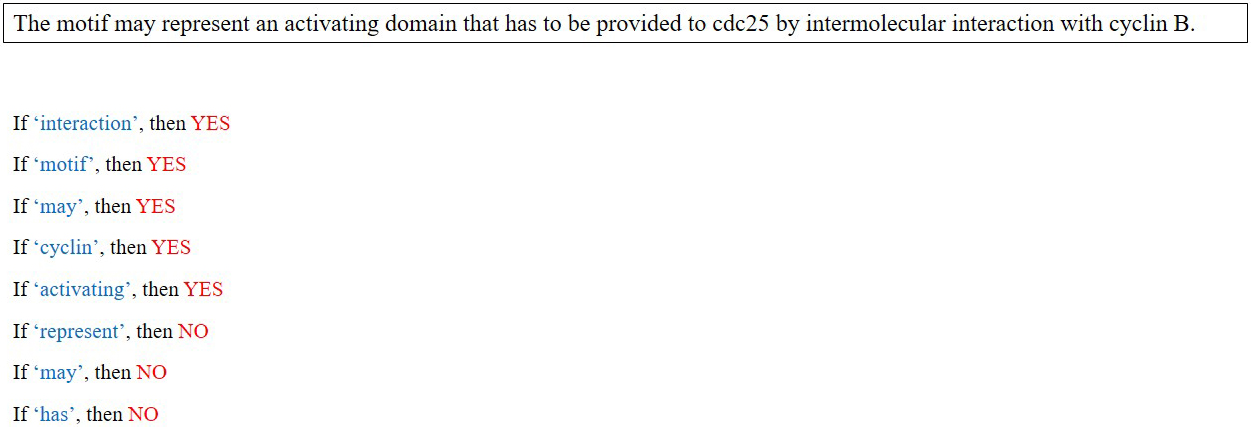 The motif may represent an activating domain that has to be provided to cdc25 by intermolecular interaction with cyclin B.
If ‘interaction’, then YES
If ‘motif’, then YES
If ‘may’, then YES
If ‘cyclin’, then YES
If ‘activating’, then YES
If ‘represent’, then NO
If ‘may’, then NO
If ‘has’, then NO